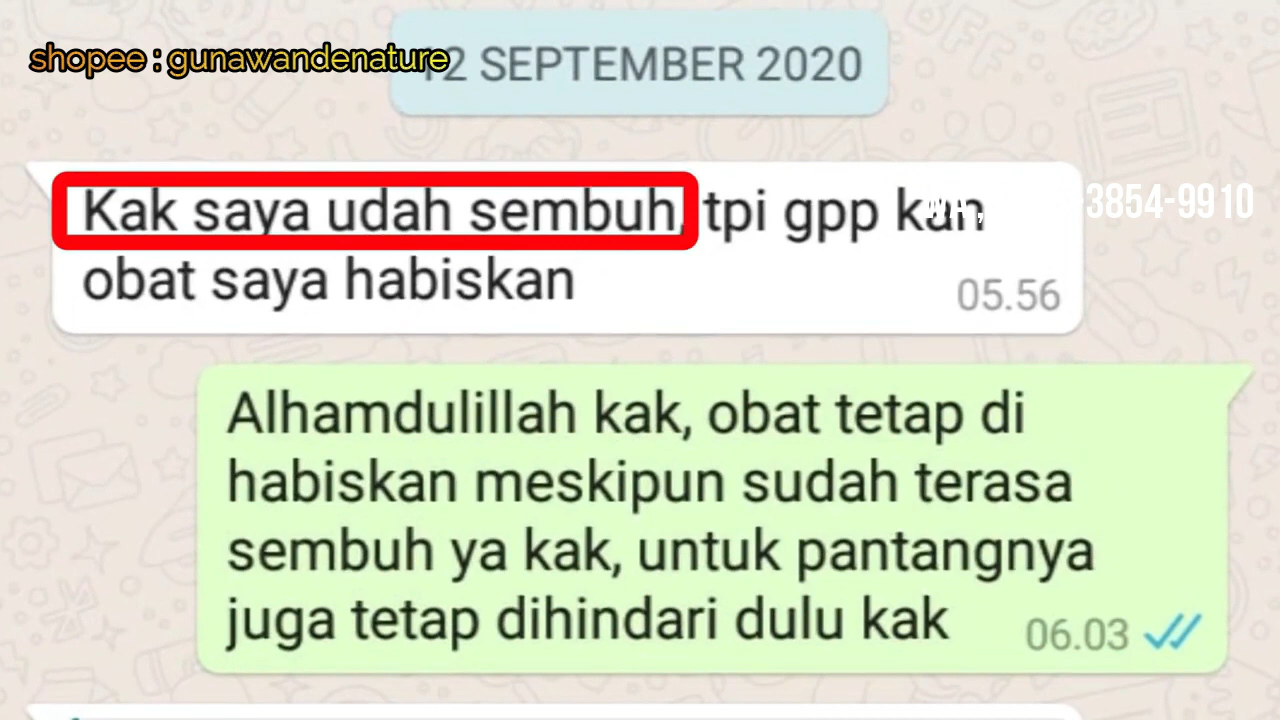 shopee : gunawandenature
12 SEPTEMBER 2020
Kak saya udah sembuh, tpi gpp kan
3854-9910
obat saya habiskan
05.56
Alhamdulillah kak, obat tetap di
habiskan meskipun sudah terasa
sembuh ya kak, untuk pantangnya
juga tetap dihindari dulu kak
06.03